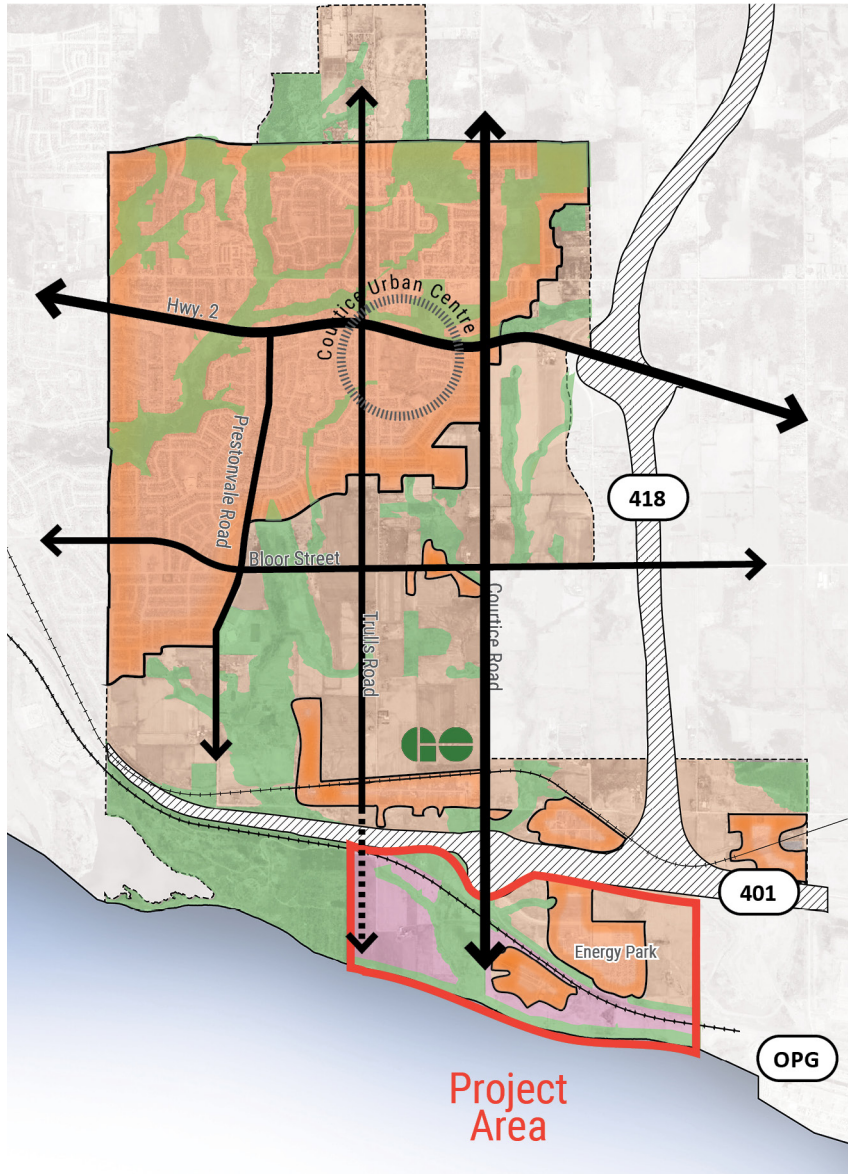 Hwy. 2
Courtice Urban Centre
Prestonvale Road
418
Bloor Street
Trulls Road
Courtice Road
GO
401
Energy Park
OPG
Project
Area